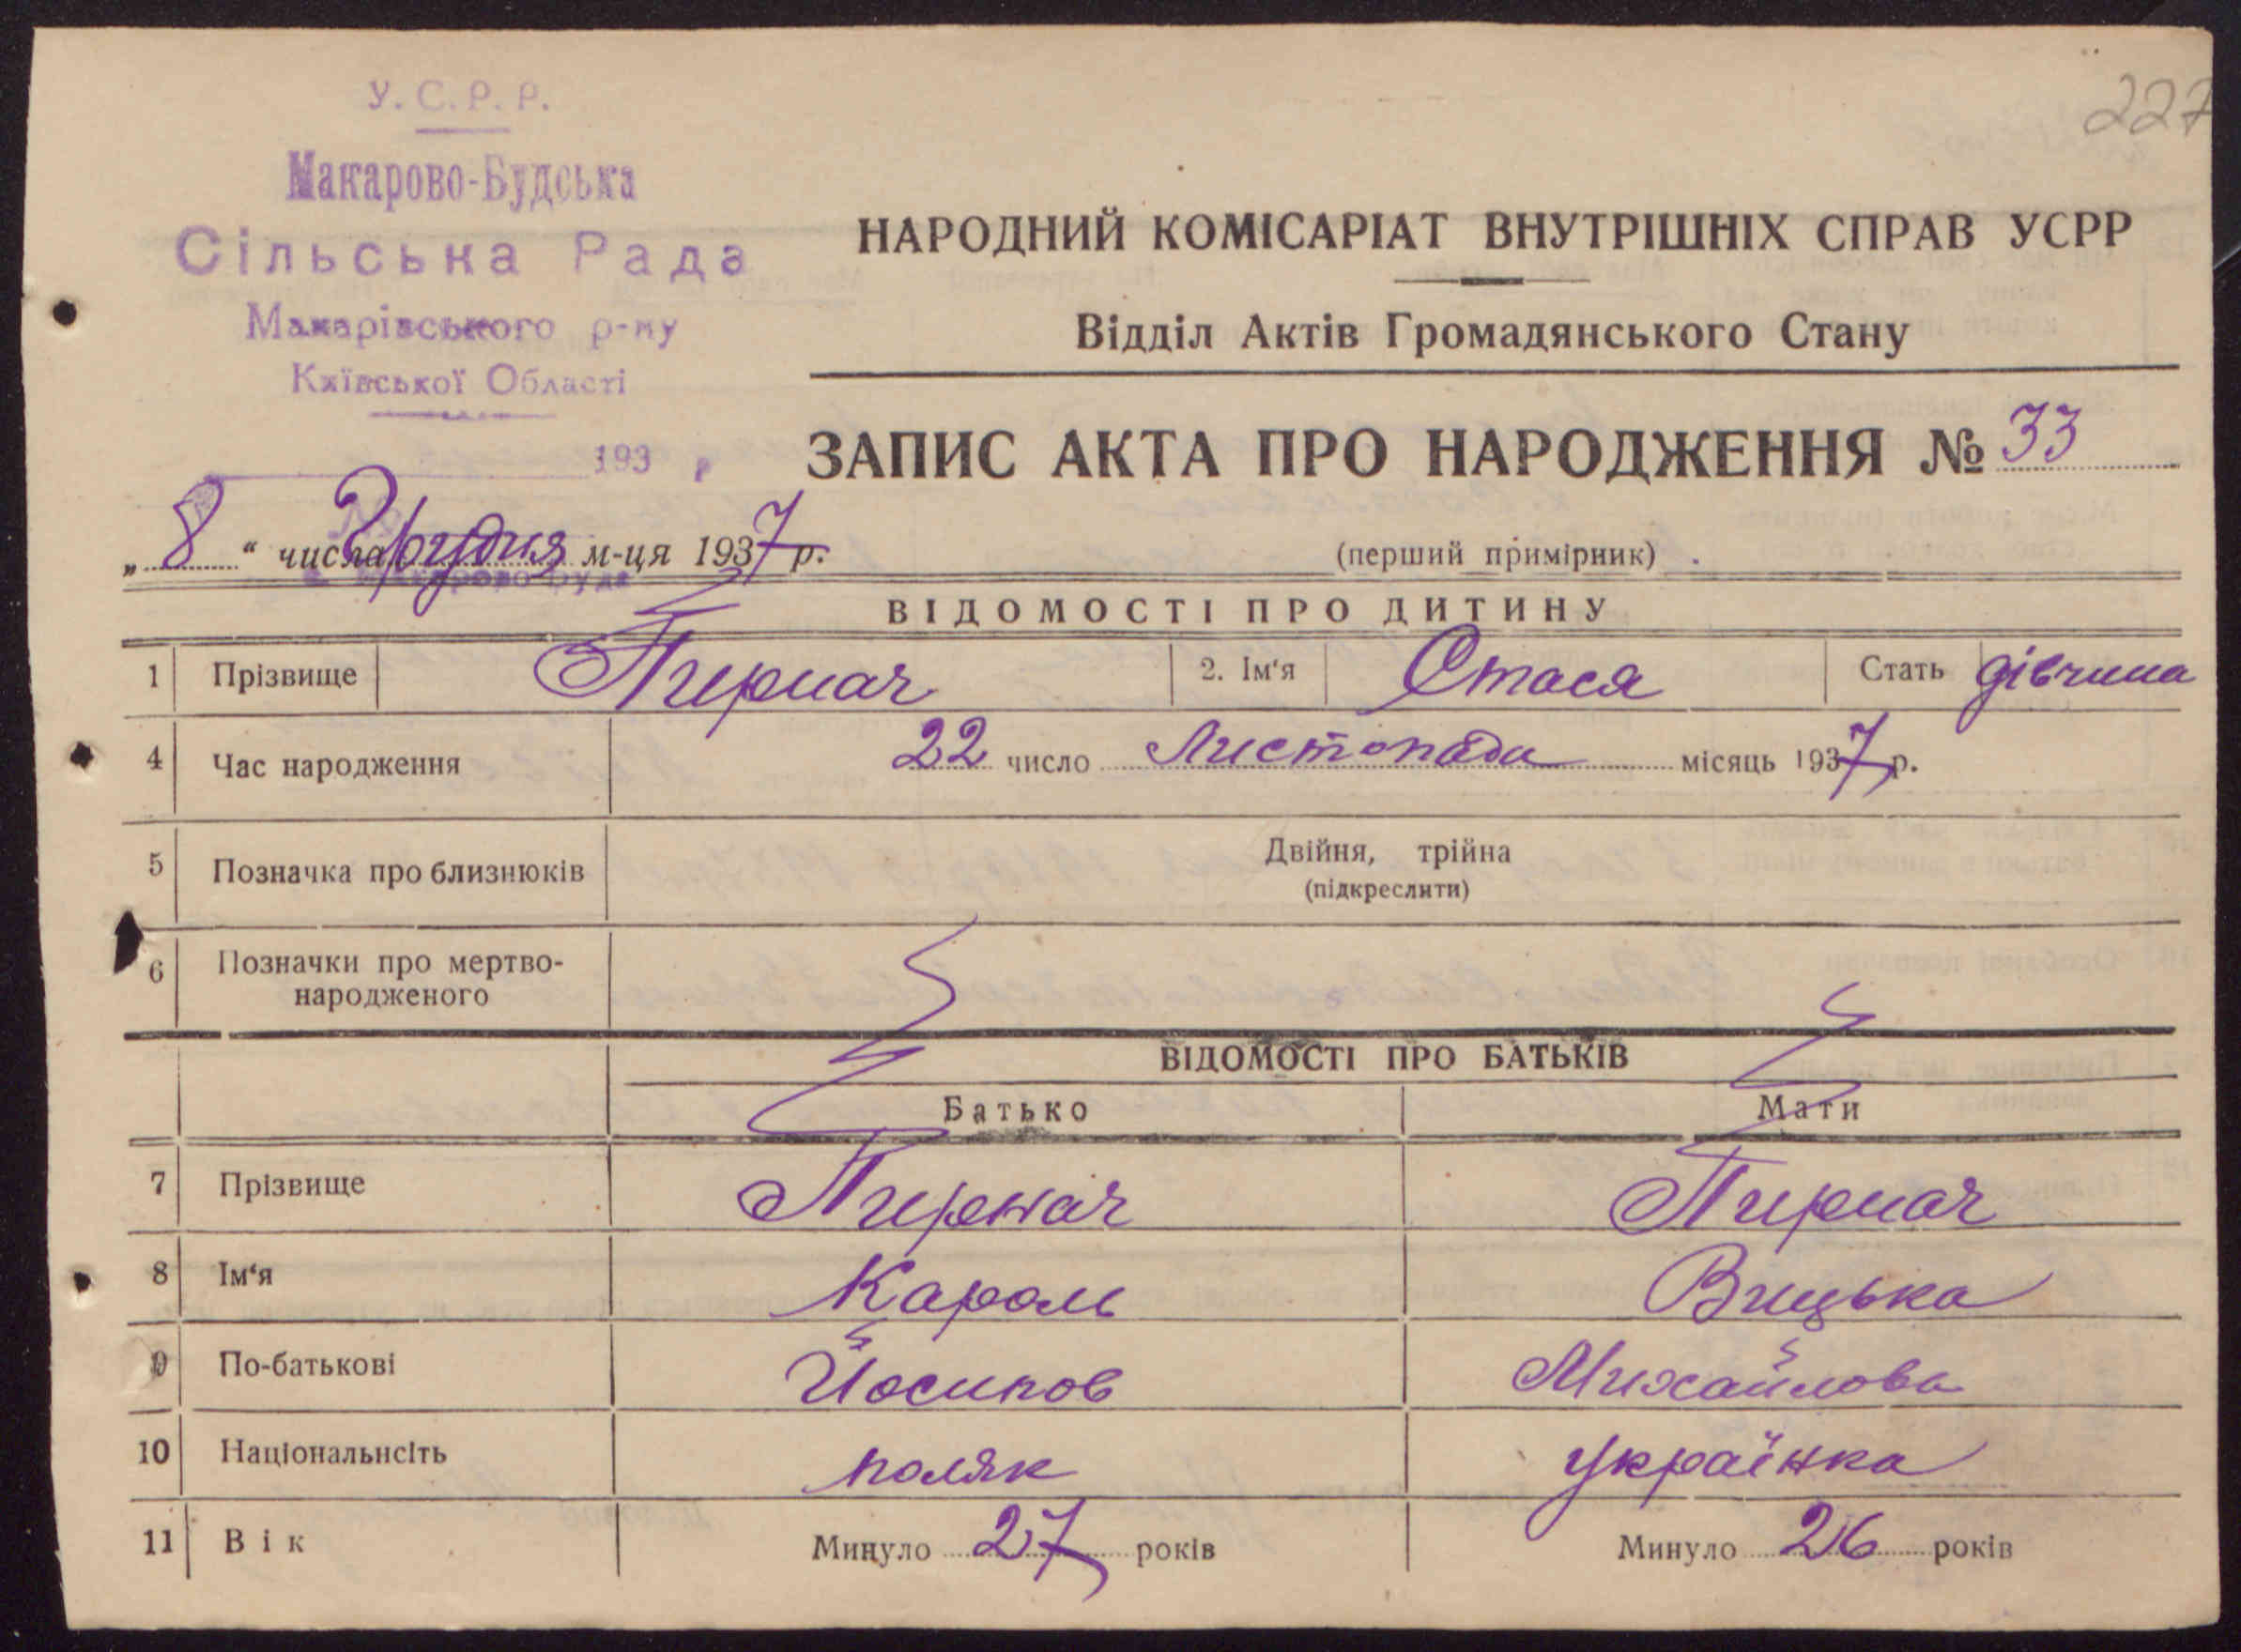 227
У. С. Р. Р.
Макарово-Будська
Сільська Рада
Макарівського р-ну
Київської Області
193 р
НАРОДНИЙ КОМІСАРІАТ ВНУТРІШНІХ СПРАВ УСРР
Відділ Актів Громадянського Стану
ЗАПИС АКТА ПРО НАРОДЖЕННЯ № 33
„ 8 “ числа Грудня м-ця 1937 р.
(перший примірник)
ВІДОМОСТІ ПРО ДИТИНУ
1 Прізвище Пирнач 2. Ім‘я Стася Стать дівчина
4 Час народження 22 число Листопада місяць 1937 р.
5 Позначка про близнюків Двійня, трійна
(підкреслити)
6 Позначки про мертво-
народженого
ВІДОМОСТІ ПРО БАТЬКІВ
Батько Мати
7 Прізвище Пирнач Пирнач
8 Ім‘я Кароль Вицька
9 По-батькові Йосипов Михайлова
10 Національнсіть поляк українка
11 Вік Минуло 27 років Минуло 26 років